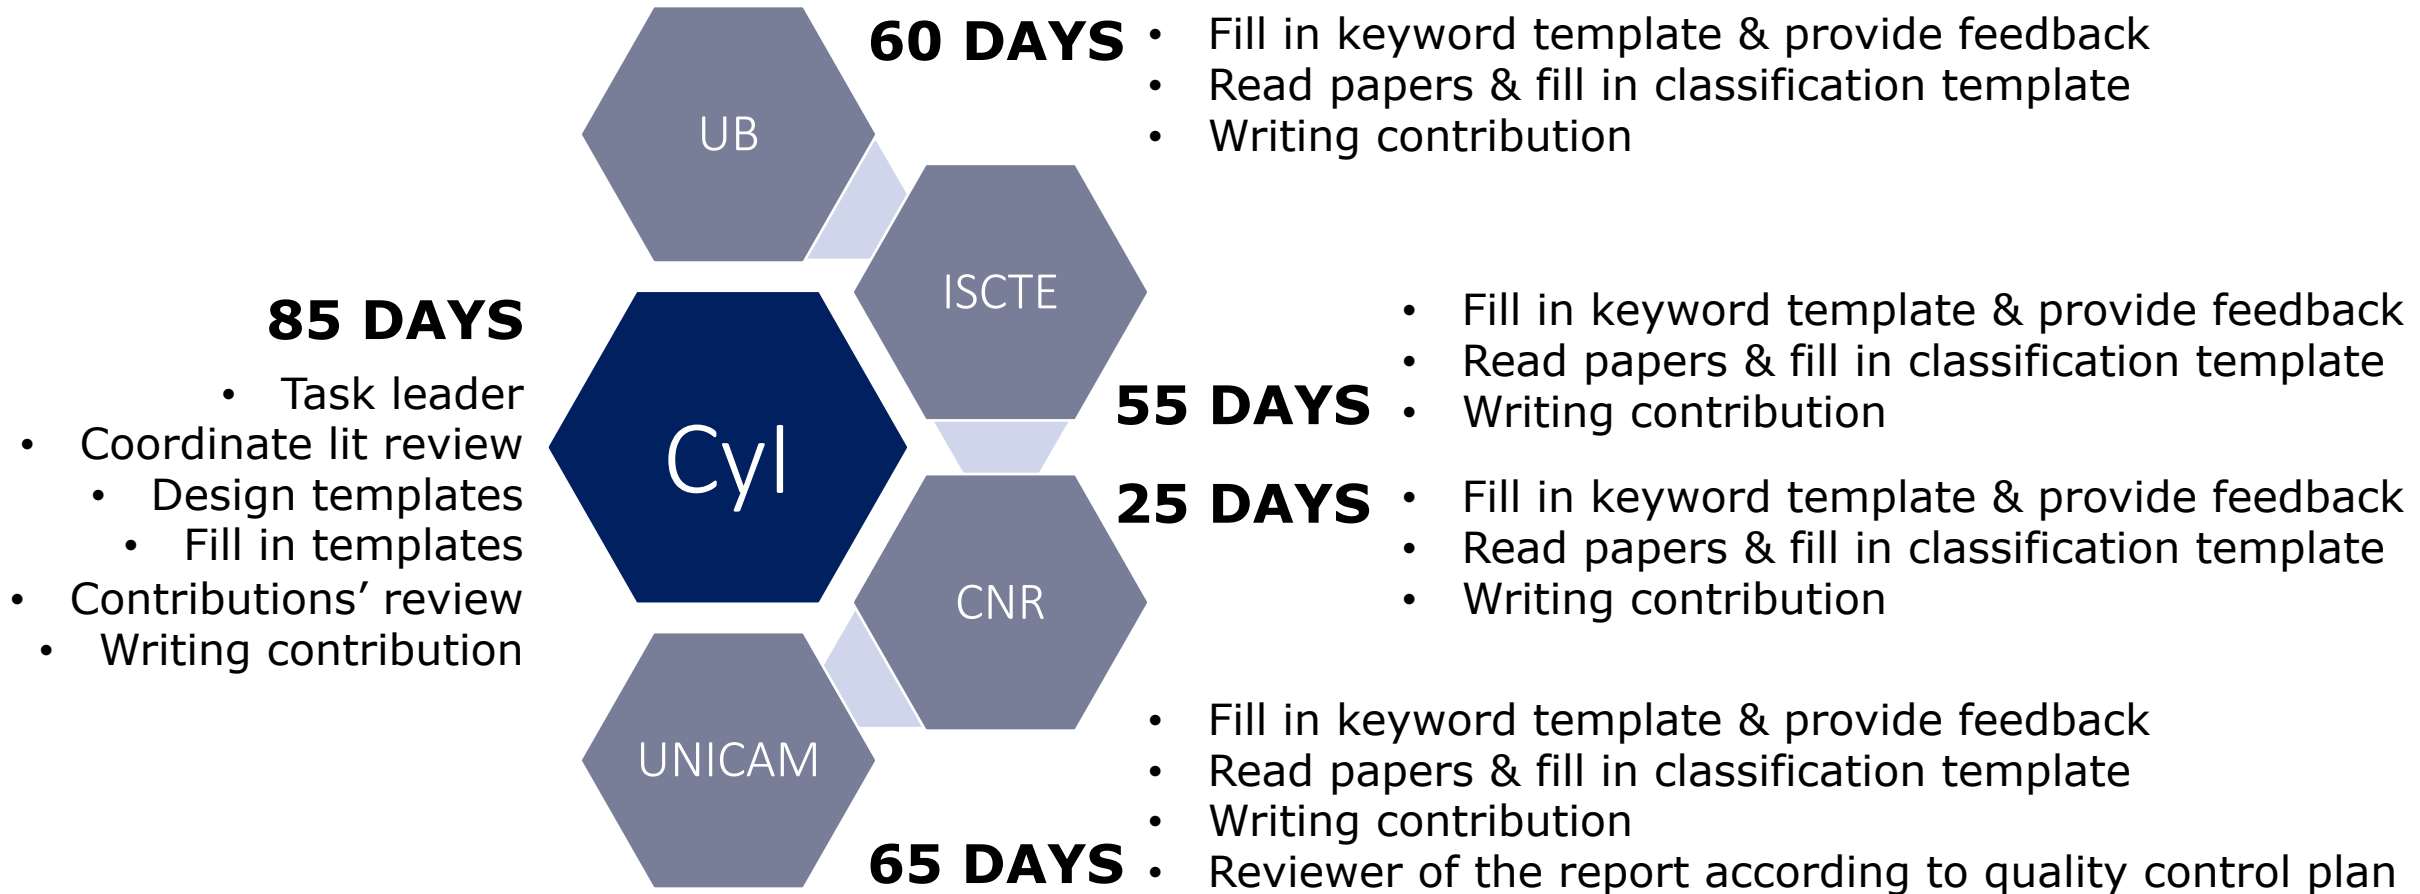 UB
60 DAYS
• Fill in keyword template & provide feedback
• Read papers & fill in classification template
• Writing contribution
ISCTE
55 DAYS
• Fill in keyword template & provide feedback
• Read papers & fill in classification template
• Writing contribution
CyI
85 DAYS
• Task leader
• Coordinate lit review
• Design templates
• Fill in templates
• Contributions’ review
• Writing contribution
CNR
25 DAYS
• Fill in keyword template & provide feedback
• Read papers & fill in classification template
• Writing contribution
UNICAM
65 DAYS
• Fill in keyword template & provide feedback
• Read papers & fill in classification template
• Writing contribution
• Reviewer of the report according to quality control plan